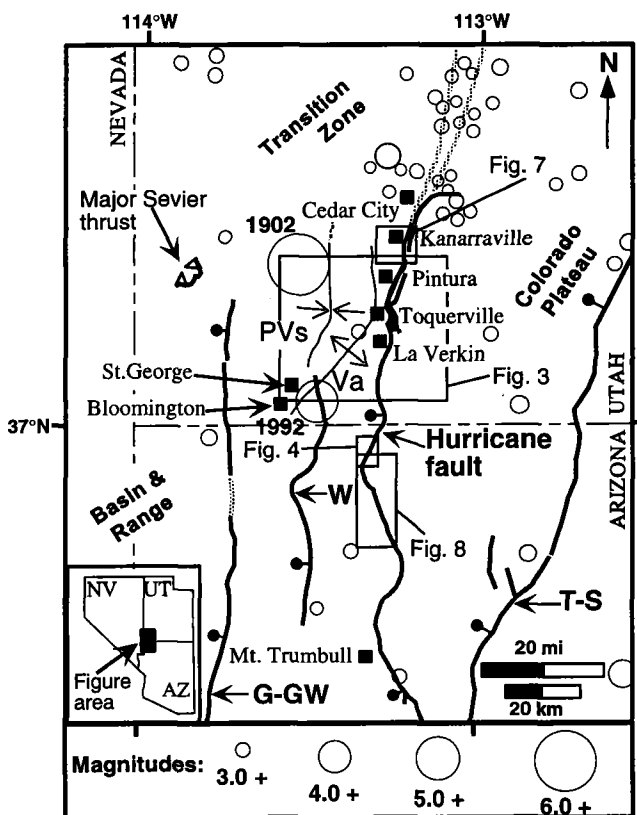 114°W
113°W
NEVADA
Transition
Zone
N
Fig. 7
Major Sevier
thrust
1902
Cedar City
Kanarraville
Colorado
Plateau
Pintura
PVs
Toquerville
La Verkin
St.George
Va
Fig. 3
Bloomington
UTAH
37°N
1992
Fig. 4
Hurricane
fault
ARIZONA
Basin &
Range
W
Fig. 8
NV
UT
T-S
Mt. Trumbull
20 mi
Figure
area
AZ
G-GW
20 km
Magnitudes:
3.0 +
4.0 +
5.0 +
6.0 +